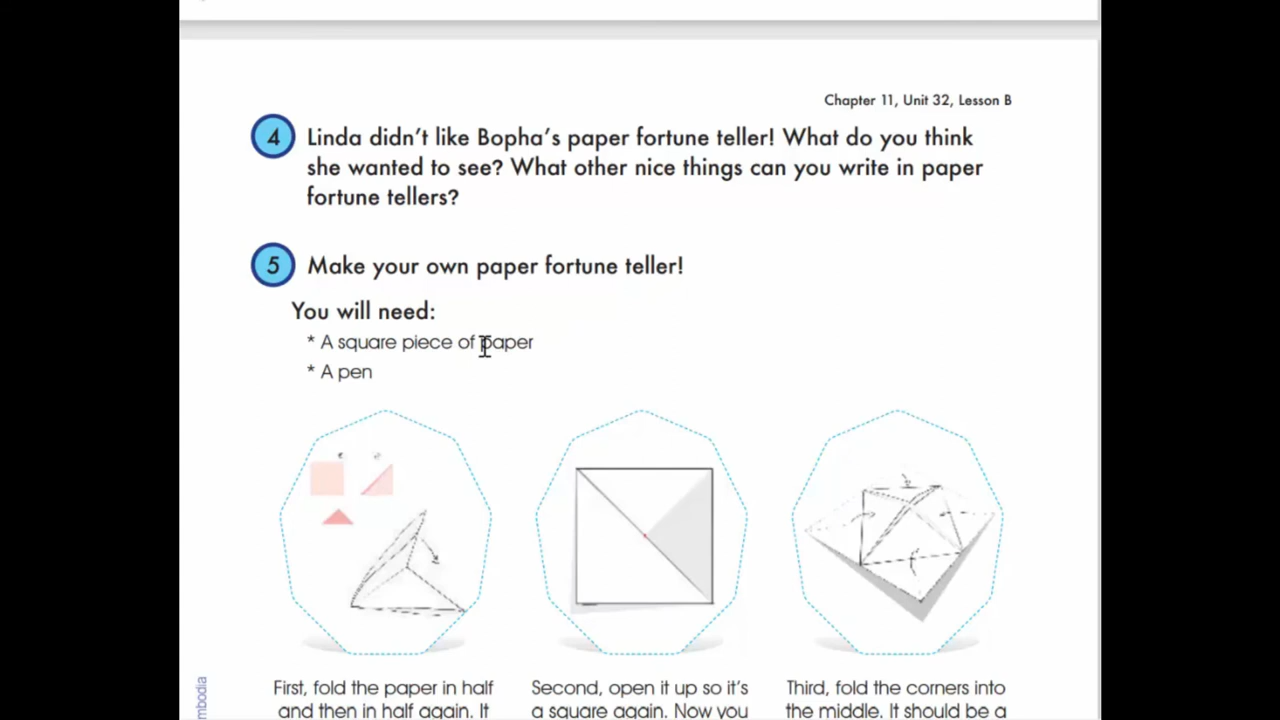 Chapter 11, Unit 32, Lesson B
4 Linda didn't like Bopha's paper fortune teller! What do you think
she wanted to see? What other nice things can you write in paper
fortune tellers?
5 Make your own paper fortune teller!
You will need:
* A square piece of paper
* A pen
First, fold the paper in half
and then in half again. It
Second, open it up so it's
a square again. Now you
Third, fold the corners into
the middle. It should be a
mbodia